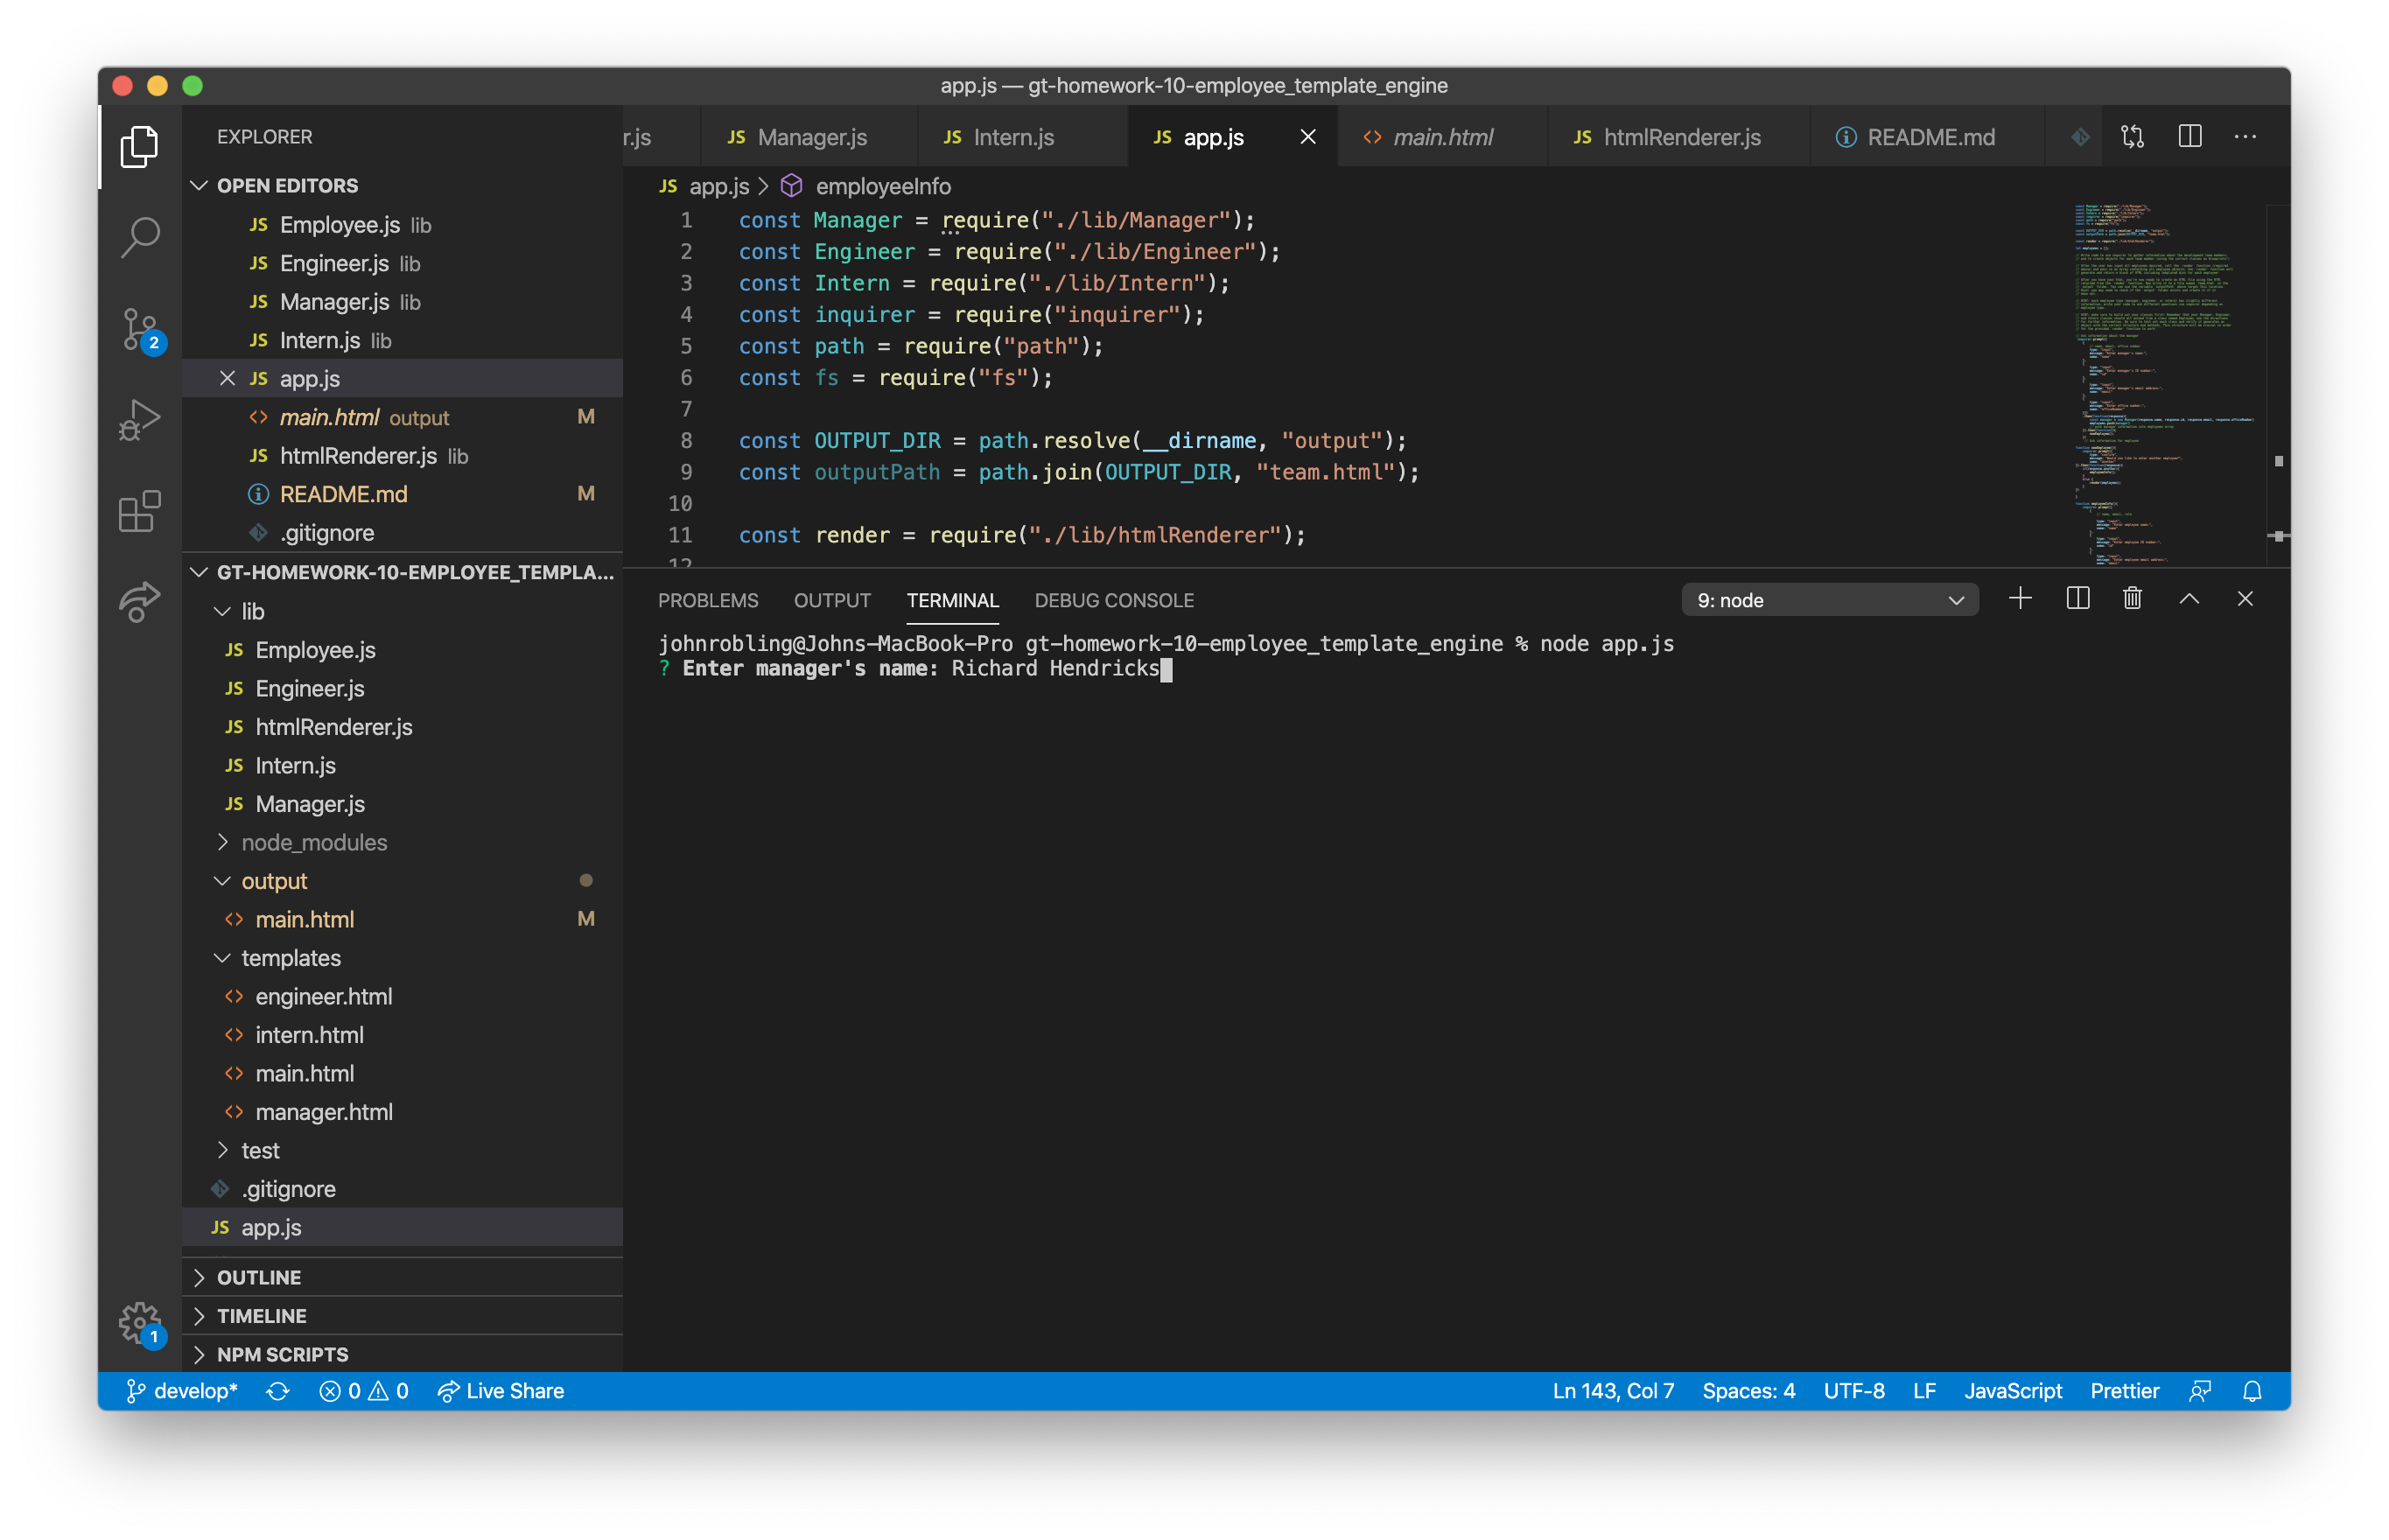 app.js — gt-homework-10-employee_template_engine
EXPLORER
OPEN EDITORS
JS Employee.js lib
JS Engineer.js lib
JS Manager.js lib
JS Intern.js lib
JS app.js
main.html output M
JS htmlRenderer.js lib
README.md M
.gitignore
GT-HOMEWORK-10-EMPLOYEE_TEMPLA...
lib
JS Employee.js
JS Engineer.js
JS htmlRenderer.js
JS Intern.js
JS Manager.js
node_modules
output
main.html M
templates
engineer.html
intern.html
main.html
manager.html
test
.gitignore
JS app.js
OUTLINE
TIMELINE
NPM SCRIPTS
2
1
r.js JS Manager.js JS Intern.js JS app.js main.html JS htmlRenderer.js README.md
JS app.js > employeeInfo
1 const Manager = require("./lib/Manager");
2 const Engineer = require("./lib/Engineer");
3 const Intern = require("./lib/Intern");
4 const inquirer = require("inquirer");
5 const path = require("path");
6 const fs = require("fs");
7
8 const OUTPUT_DIR = path.resolve(__dirname, "output");
9 const outputPath = path.join(OUTPUT_DIR, "team.html");
10
11 const render = require("./lib/htmlRenderer");
12
PROBLEMS OUTPUT TERMINAL DEBUG CONSOLE 9: node
johnrobling@Johns-MacBook-Pro gt-homework-10-employee_template_engine % node app.js
? Enter manager's name: Richard Hendricks
develop* 0 0 Live Share Ln 143, Col 7 Spaces: 4 UTF-8 LF JavaScript Prettier